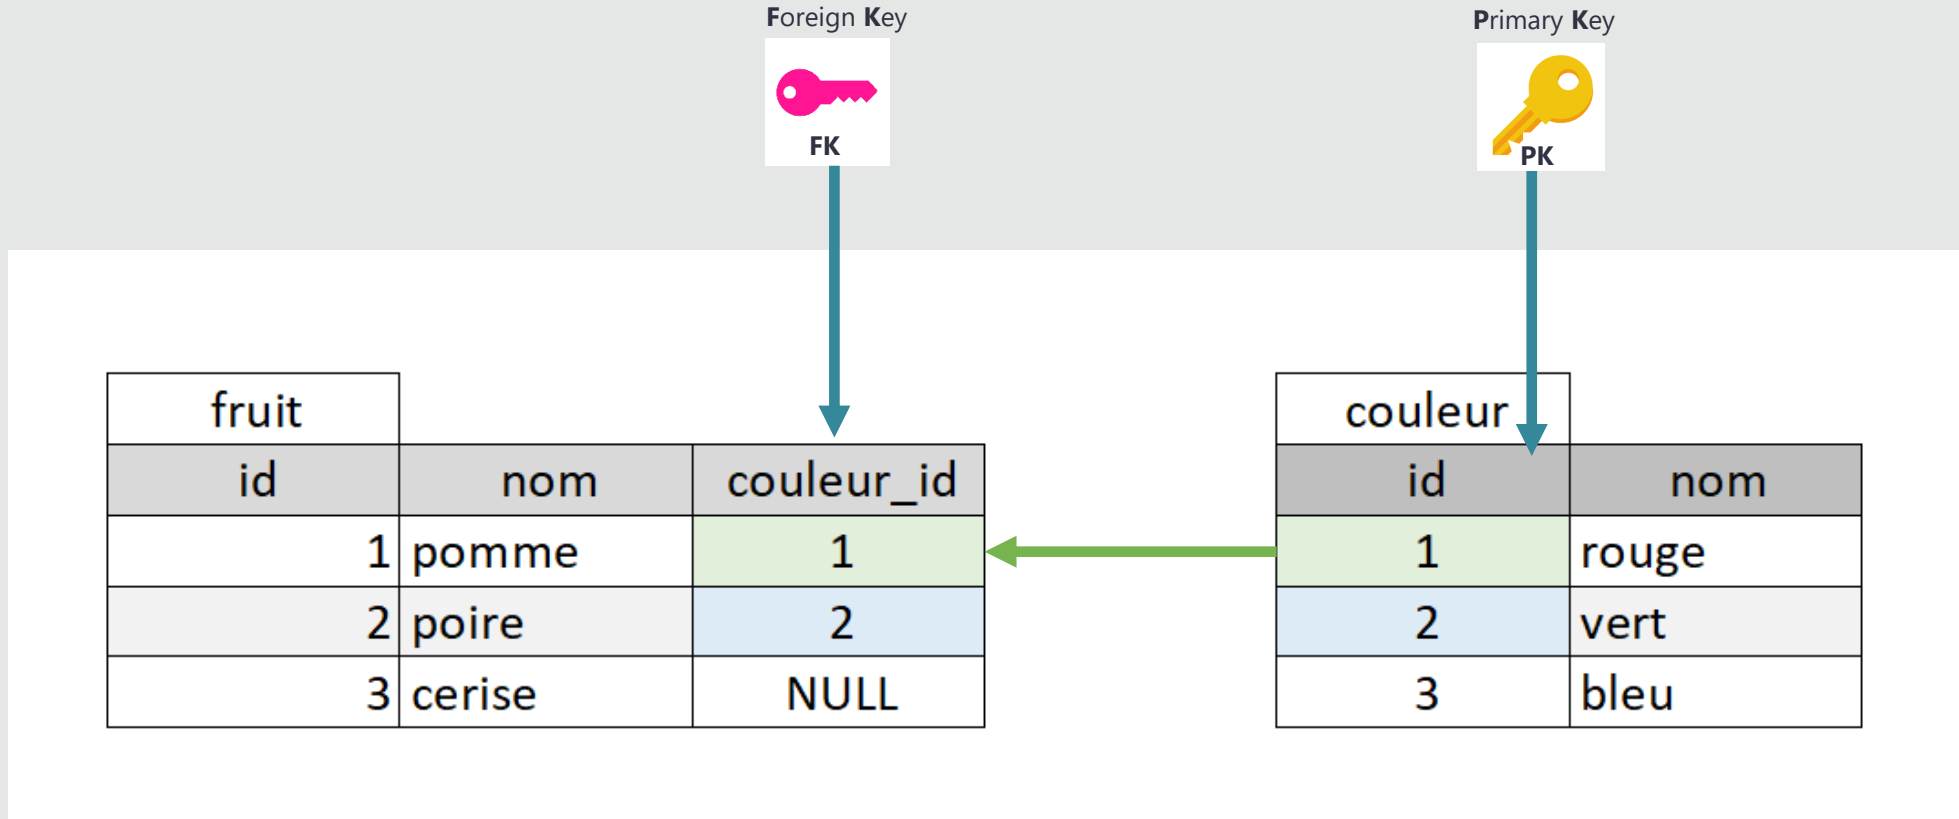 Foreign Key
Primary Key
FK
PK
fruit
couleur
id nom couleur_id
id nom
1 pomme 1
1 rouge
2 poire 2
2 vert
3 cerise NULL
3 bleu